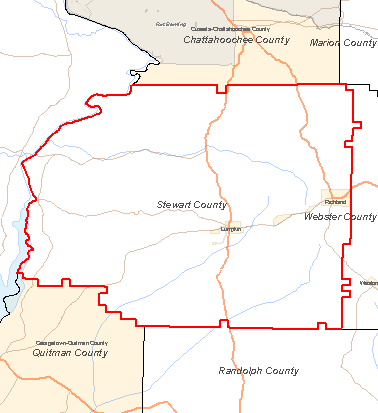 Fort Benning
Cusseta-Chattahoochee County
Chattahoochee County
Marion County
Stewart County
Richland
Webster County
Lumpkin
Weston
Georgetown-Quitman County
Quitman County
Randolph County